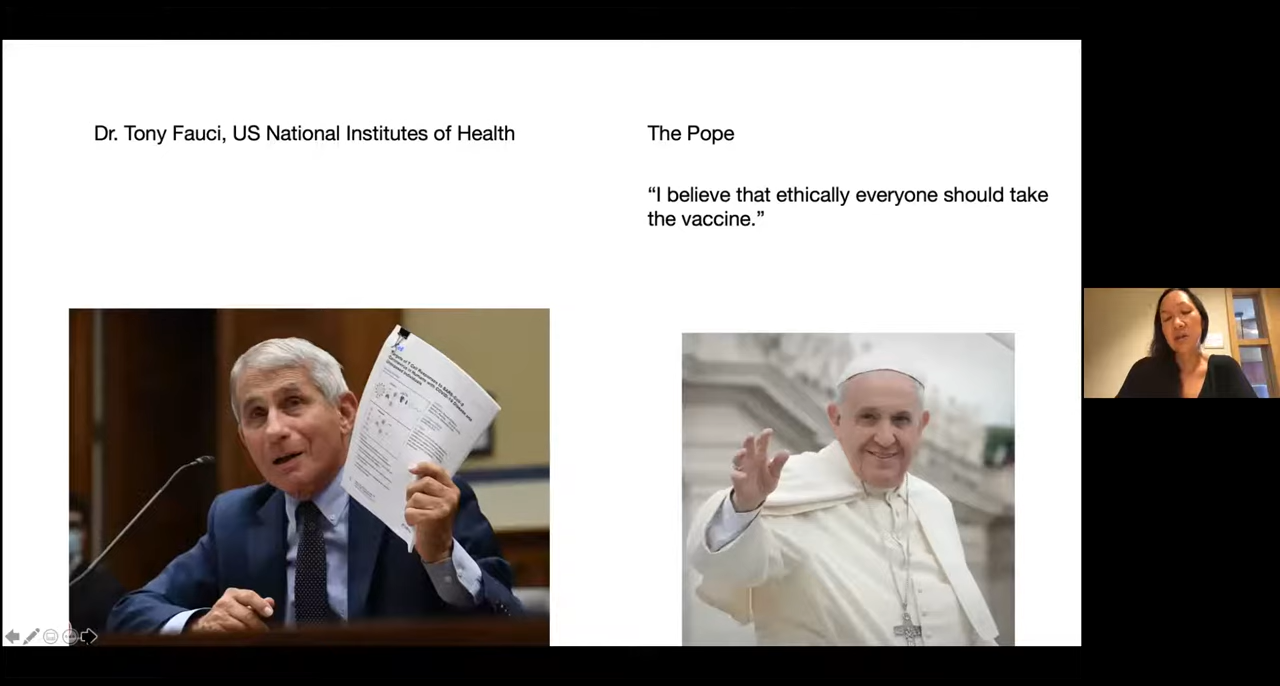 Dr. Tony Fauci, US National Institutes of Health
The Pope
“I believe that ethically everyone should take
the vaccine.”